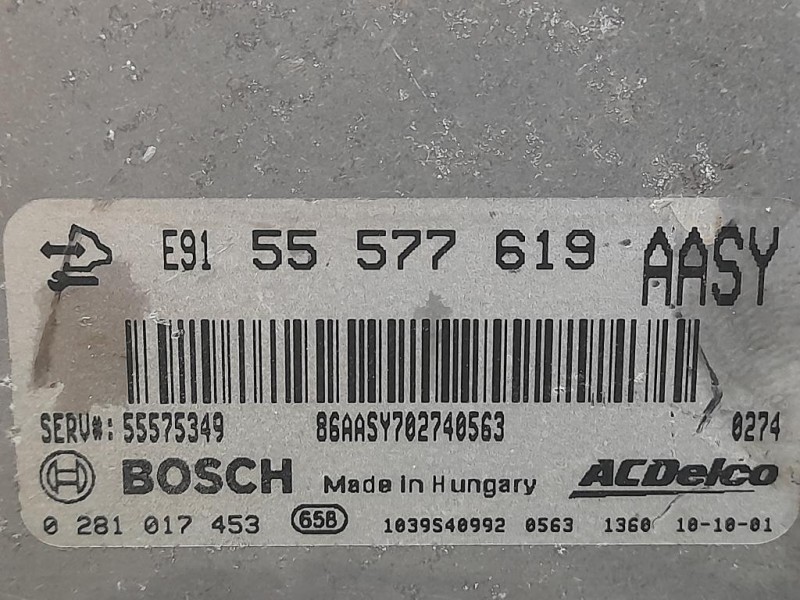 E91 55 577 619 AASY
SERV#: 55575349 86AASY702740563 0274
BOSCH Made in Hungary ACDelco
0 281 017 453 65B 1039S40992 0563 1360 10-10-01